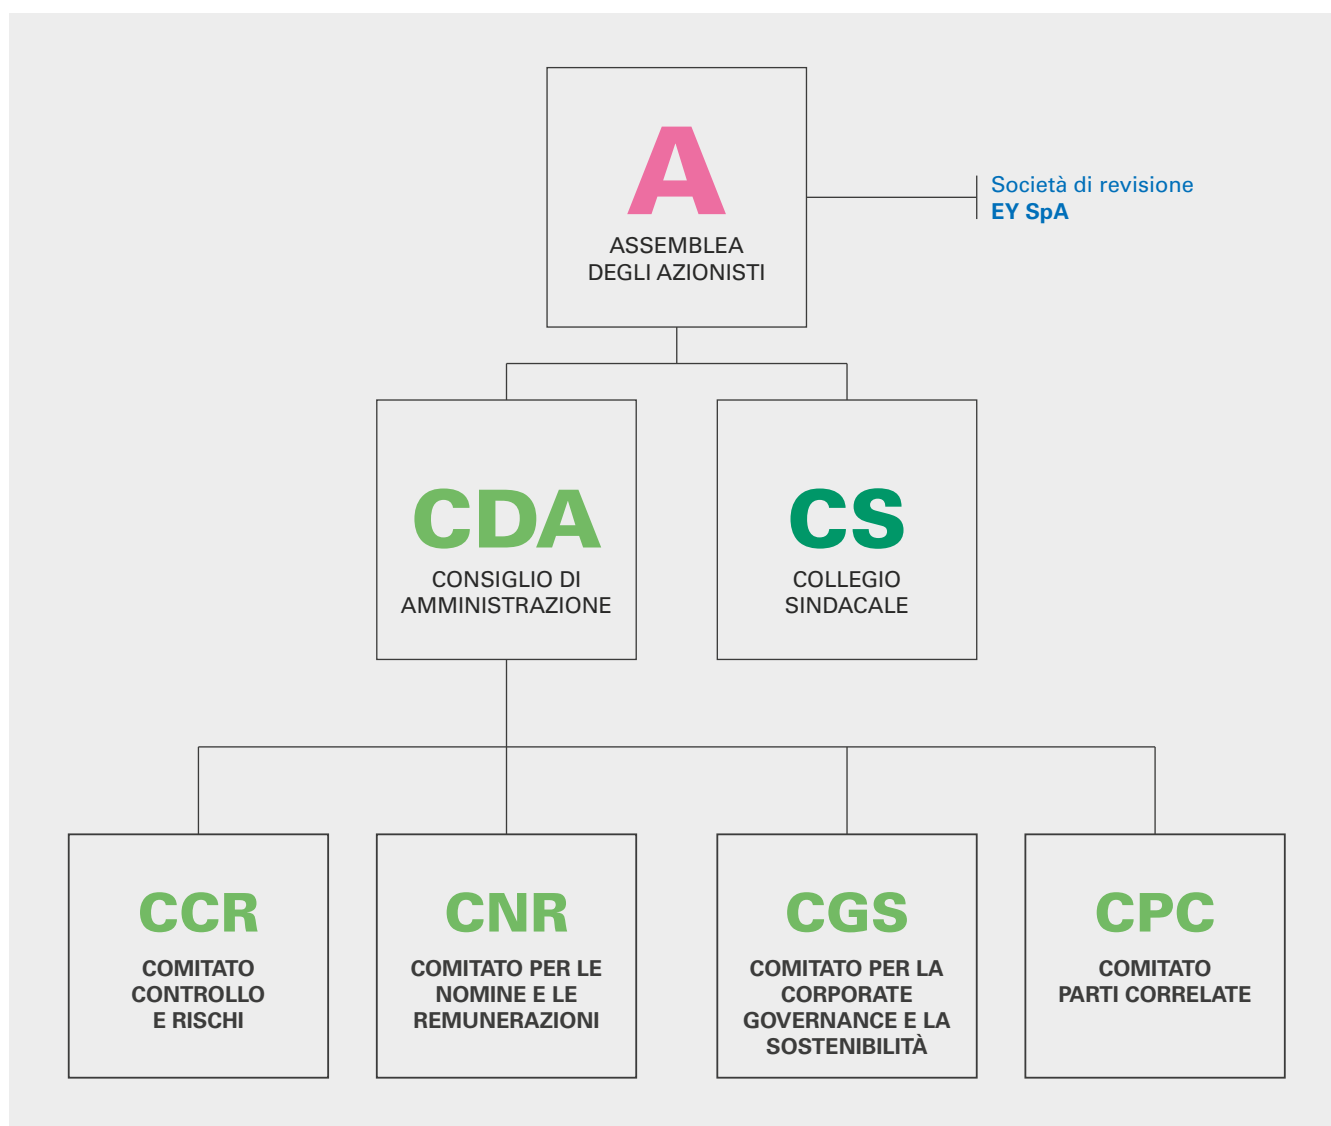 A
ASSEMBLEA
DEGLI AZIONISTI
Società di revisione
EY SpA
CDA
CONSIGLIO DI
AMMINISTRAZIONE
CS
COLLEGIO
SINDACALE
CCR
COMITATO
CONTROLLO
E RISCHI
CNR
COMITATO PER LE
NOMINE E LE
REMUNERAZIONI
CGS
COMITATO PER LA
CORPORATE
GOVERNANCE E LA
SOSTENIBILITÀ
CPC
COMITATO
PARTI CORRELATE